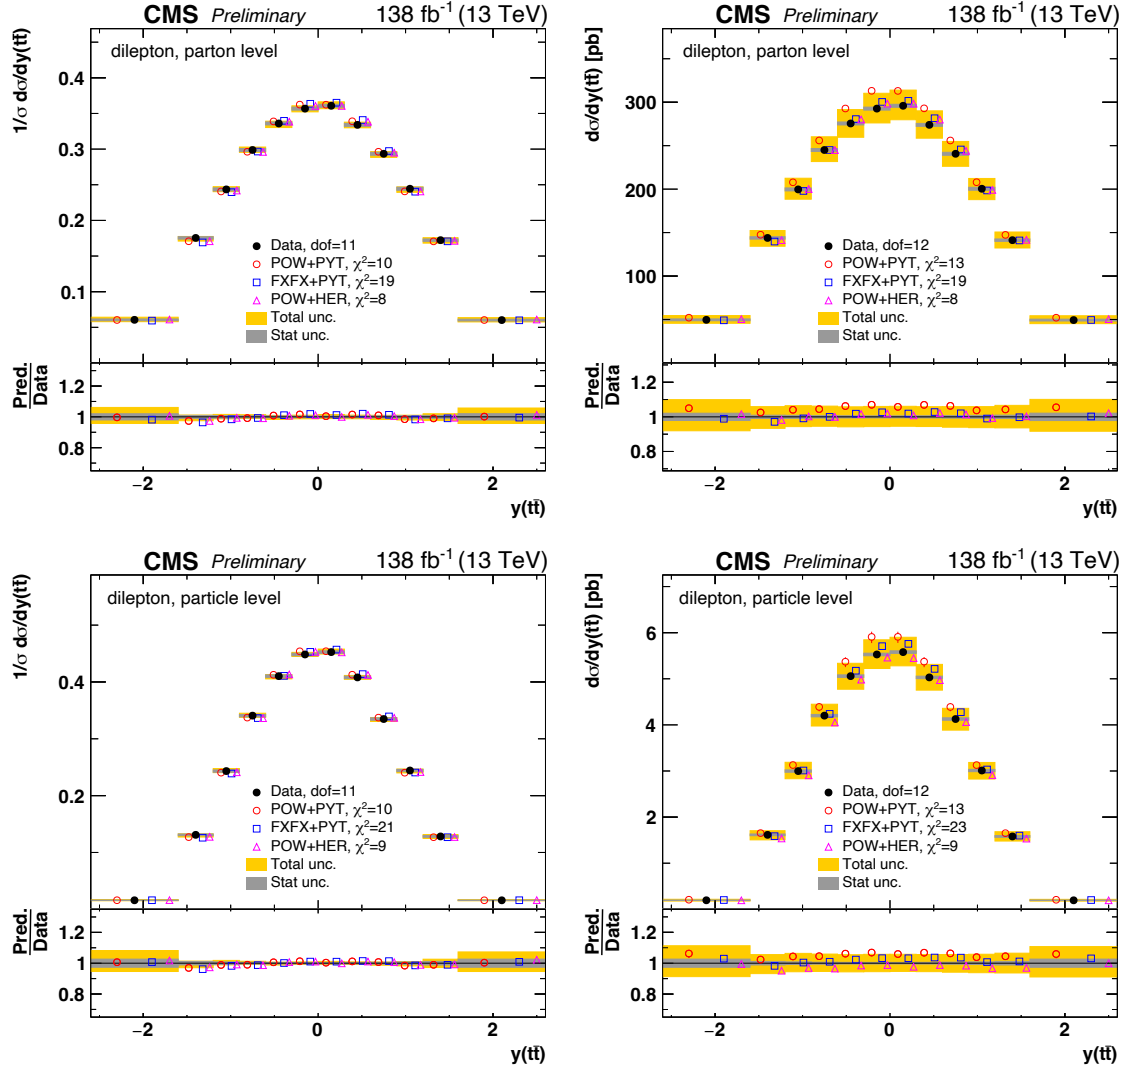 CMS Preliminary 138 fb⁻¹ (13 TeV)
1/σ dσ/dy(tt̄)
dilepton, parton level
0.4
0.3
0.2
0.1
Data, dof=11
POW+PYT, χ²=10
FXFX+PYT, χ²=19
POW+HER, χ²=8
Total unc.
Stat unc.
Pred.
Data
1.2
1
0.8
−2 0 2
y(tt̄)
CMS Preliminary 138 fb⁻¹ (13 TeV)
dσ/dy(tt̄) [pb]
dilepton, parton level
300
200
100
Data, dof=12
POW+PYT, χ²=13
FXFX+PYT, χ²=19
POW+HER, χ²=8
Total unc.
Stat unc.
Pred.
Data
1.2
1
0.8
−2 0 2
y(tt̄)
CMS Preliminary 138 fb⁻¹ (13 TeV)
1/σ dσ/dy(tt̄)
dilepton, particle level
0.4
0.2
Data, dof=11
POW+PYT, χ²=10
FXFX+PYT, χ²=21
POW+HER, χ²=9
Total unc.
Stat unc.
Pred.
Data
1.2
1
0.8
−2 0 2
y(tt̄)
CMS Preliminary 138 fb⁻¹ (13 TeV)
dσ/dy(tt̄) [pb]
dilepton, particle level
6
4
2
Data, dof=12
POW+PYT, χ²=13
FXFX+PYT, χ²=23
POW+HER, χ²=9
Total unc.
Stat unc.
Pred.
Data
1.2
1
0.8
−2 0 2
y(tt̄)